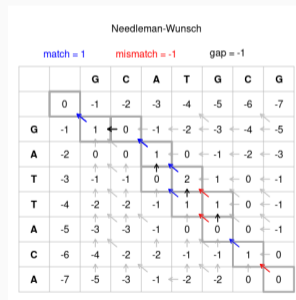 Needleman-Wunsch
match = 1 mismatch = -1 gap = -1
G C A T G C G
0 -1 -2 -3 -4 -5 -6 -7
G -1 1 0 -1 -2 -3 -4 -5
A -2 0 0 1 0 -1 -2 -3
T -3 -1 -1 0 2 1 0 -1
T -4 -2 -2 -1 1 1 0 -1
A -5 -3 -3 -1 0 0 0 -1
C -6 -4 -2 -2 -1 -1 1 0
A -7 -5 -3 -1 -2 -2 0 0